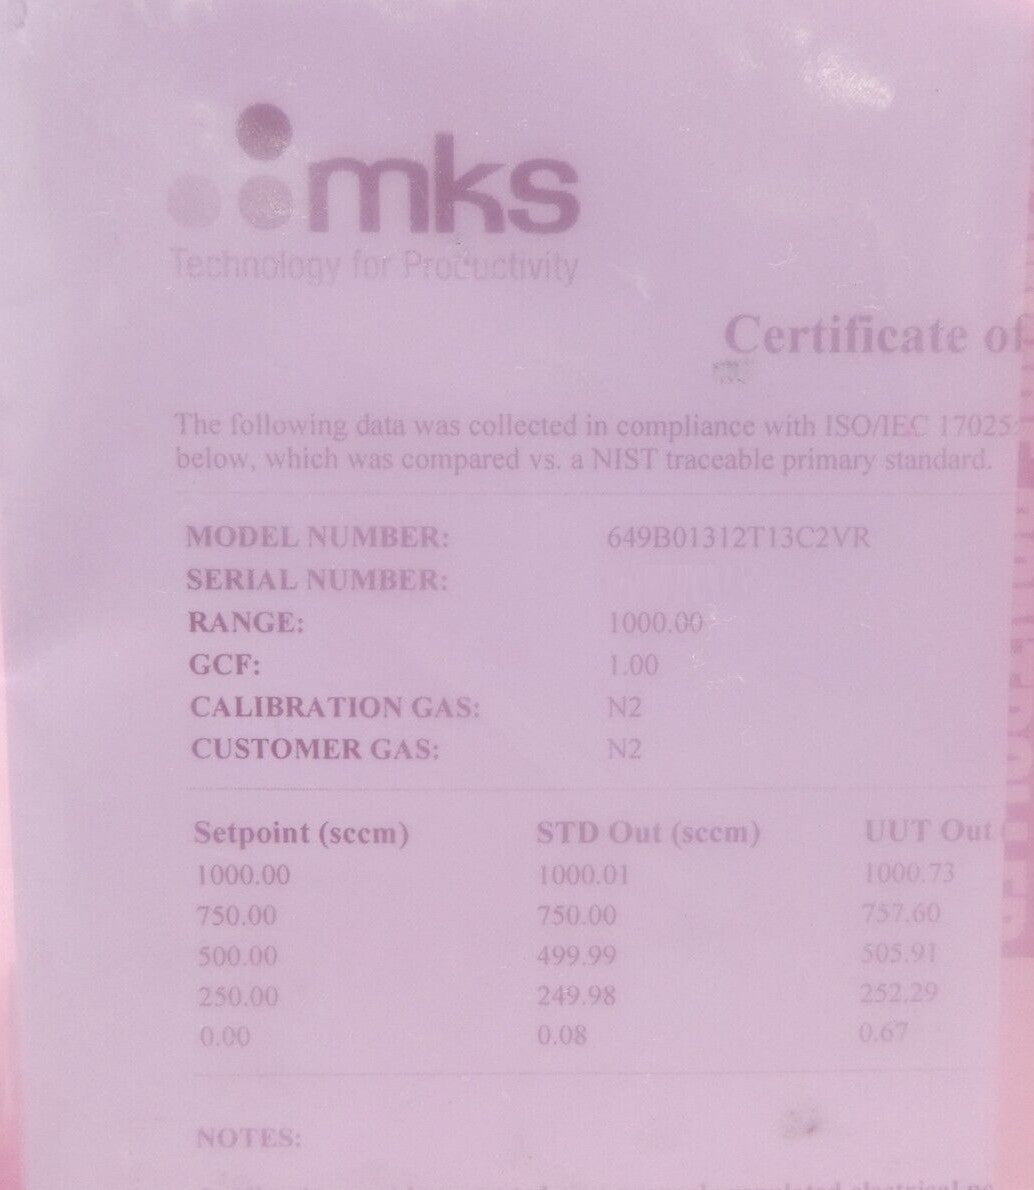 mks
Technology for Productivity
Certificate of
The following data was collected in compliance with ISO/IEC 17025:
below, which was compared vs. a NIST traceable primary standard.
MODEL NUMBER: 649B01312T13C2VR
SERIAL NUMBER:
RANGE: 1000.00
GCF: 1.00
CALIBRATION GAS: N2
CUSTOMER GAS: N2
Setpoint (sccm) STD Out (sccm) UUT Out (
1000.00 1000.01 1000.73
750.00 750.00 757.60
500.00 499.99 505.91
250.00 249.98 252.29
0.00 0.08 0.67
NOTES: